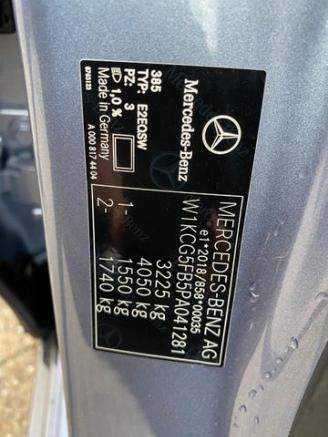 MERCEDES-BENZ AG
e1*2018/858*00035
W1KCG5FB5PA041281
3225 kg
4050 kg
1- 1550 kg
2- 1740 kg
Mercedes-Benz
385
TYP: E2EQSW
PZ: 3
1,0 %
Made in Germany
A 000 817 44 04